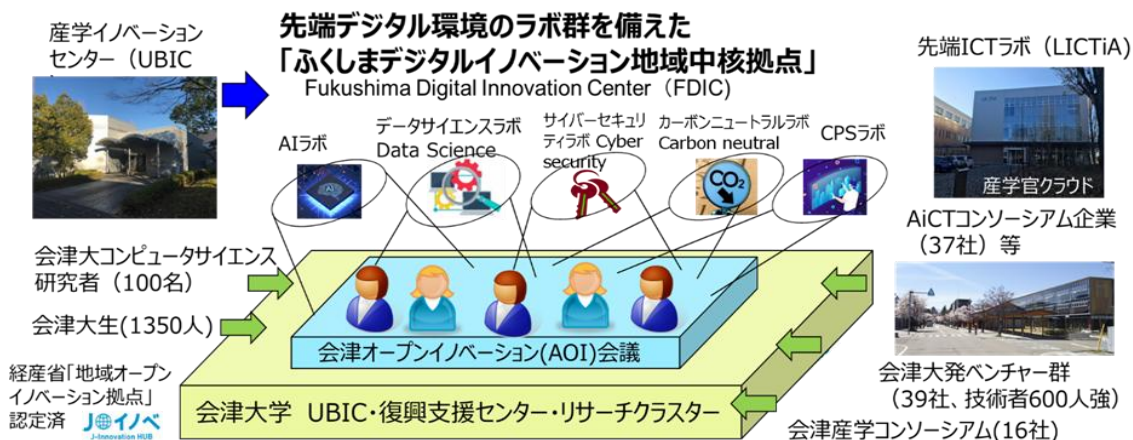 先端デジタル環境のラボ群を備えた
「ふくしまデジタルイノベーション地域中核拠点」
Fukushima Digital Innovation Center（FDIC)
産学イノベーション
センター（UBIC
先端ICTラボ（LICTiA）
産学官クラウド
AIラボ
AI
データサイエンスラボ
Data Science
サイバーセキュリ
ティラボ Cyber
security
カーボンニュートラルラボ
Carbon neutral
CO2
CPSラボ
AiCTコンソーシアム企業
（37社）等
会津大コンピュータサイエンス
研究者（100名）
会津大生(1350人)
経産省「地域オープン
イノベーション拠点」
認定済
J イノベ
J-Innovation HUB
会津オープンイノベーション(AOI)会議
会津大学 UBIC・復興支援センター・リサーチクラスター
会津大発ベンチャー群
（39社、技術者600人強）
会津産学コンソーシアム(16社)